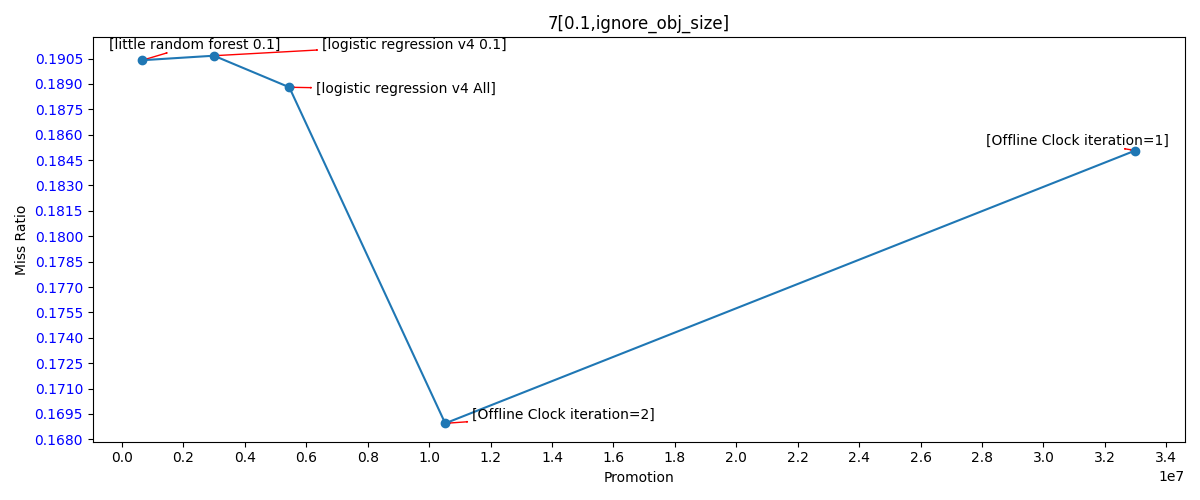 7[0.1,ignore_obj_size]
[little random forest 0.1]
[logistic regression v4 0.1]
[logistic regression v4 All]
[Offline Clock iteration=1]
[Offline Clock iteration=2]
Miss Ratio
0.1905
0.1890
0.1875
0.1860
0.1845
0.1830
0.1815
0.1800
0.1785
0.1770
0.1755
0.1740
0.1725
0.1710
0.1695
0.1680
0.0 0.2 0.4 0.6 0.8 1.0 1.2 1.4 1.6 1.8 2.0 2.2 2.4 2.6 2.8 3.0 3.2 3.4
1e7
Promotion